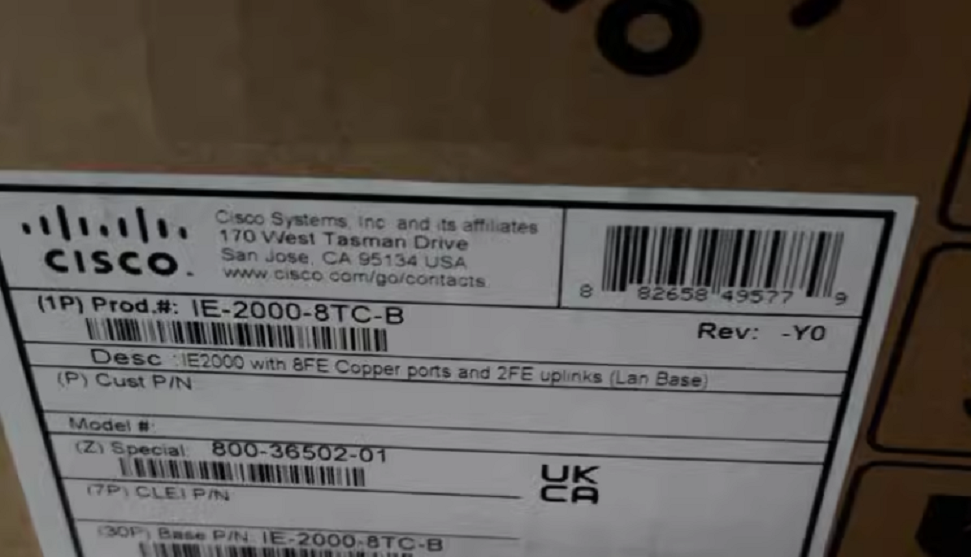 CISCO
Cisco Systems, Inc. and its affiliates
170 West Tasman Drive
San Jose, CA 95134 USA
www.cisco.com/go/contacts
8 82658 49577 9
(1P) Prod.#: IE-2000-8TC-B
Rev: -Y0
Desc :IE2000 with 8FE Copper ports and 2FE uplinks (Lan Base)
(P) Cust P/N
Model #:
(Z) Special: 800-36502-01
UK
CA
(7P) CLEI P/N
(30P) Base P/N: IE-2000-8TC-B